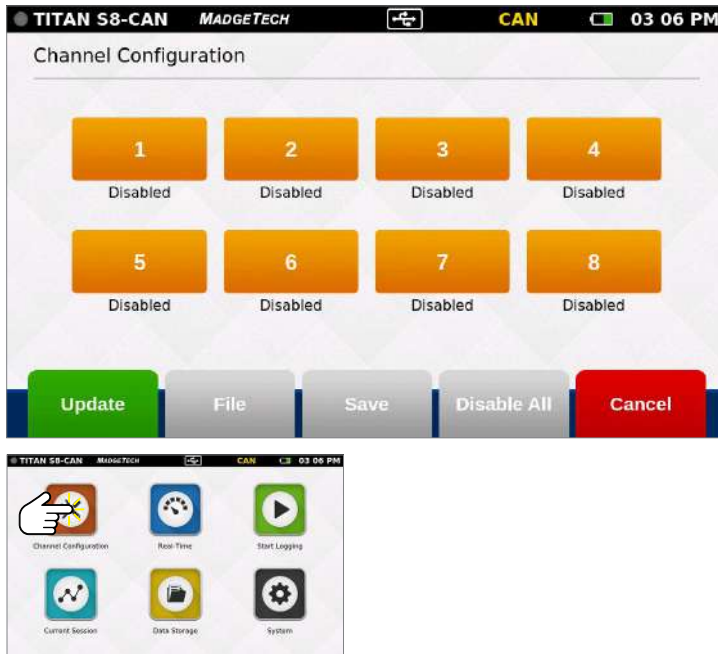 TITAN S8-CAN MADGETECH CAN 03 06 PM
Channel Configuration
1 2 3 4
Disabled Disabled Disabled Disabled
5 6 7 8
Disabled Disabled Disabled Disabled
Update File Save Disable All Cancel
TITAN S8-CAN MADGETECH CAN 03 06 PM
Channel Configuration Real-Time Start Logging
Current Session Data Storage System